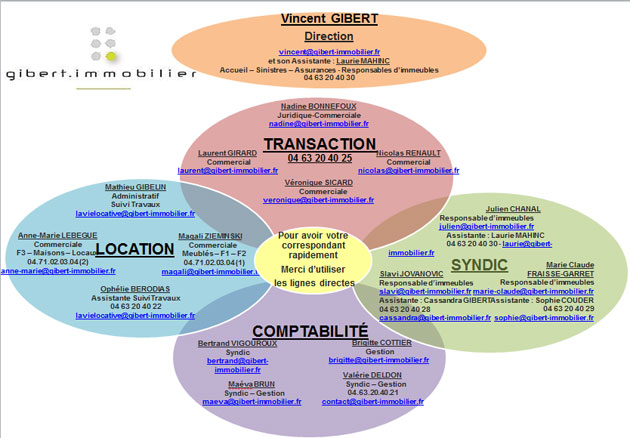 gibert.immobilier
Vincent GIBERT
Direction
vincent@gibert-immobilier.fr
et son Assistante : Laurie MAHINC
Accueil – Sinistres – Assurances - Responsables d'immeubles
04 63 20 40 30
Nadine BONNEFOUX
Juridique-Commerciale
nadine@gibert-immobilier.fr
TRANSACTION
04 63 20 40 25
Laurent GIRARD
Commercial
laurent@gibert-immobilier.fr
Nicolas RENAULT
Commercial
nicolas@gibert-immobilier.fr
Véronique SICARD
Commerciale
veronique@gibert-immobilier.fr
Mathieu GIBELIN
Administratif
Suivi Travaux
lavielocative@gibert-immobilier.fr
LOCATION
Anne-Marie LEBEGUE
Commerciale
F3 – Maisons – Locaux
04.71.02.03.04(2)
anne-marie@gibert-immobilier.fr
Magali ZIEMINSKI
Commerciale
Meublés – F1 – F2
04.71.02.03.04(1)
magali@gibert-immobilier.fr
Ophélie BERODIAS
Assistante Suivi Travaux
04 63 20 40 22
lavielocative@gibert-immobilier.fr
Pour avoir votre
correspondant
rapidement
Merci d'utiliser
les lignes directes
Julien CHANAL
Responsable d'immeubles
julien@gibert-immobilier.fr
Assistante : Laurie MAHINC
04 63 20 40 30 - laurie@gibert-
immobilier.fr
SYNDIC
Slavi JOVANOVIC
Responsable d'immeubles
slavi@gibert-immobilier.fr
Assistante : Cassandra GIBERT
04 63 20 40 28
cassandra@gibert-immobilier.fr
Marie Claude
FRAISSE-GARRET
Responsable d'immeubles
marie-claude@gibert-immobilier.fr
Assistante : Sophie COUDER
04 63 20 40 29
sophie@gibert-immobilier.fr
COMPTABILITÉ
Bertrand VIGOUROUX
Syndic
bertrand@gibert-
immobilier.fr
Brigitte COTTIER
Gestion
brigitte@gibert-immobilier.fr
Maéva BRUN
Syndic – Gestion
maeva@gibert-immobilier.fr
Valérie DELDON
Syndic – Gestion
04.63.20.40.21
contact@gibert-immobilier.fr